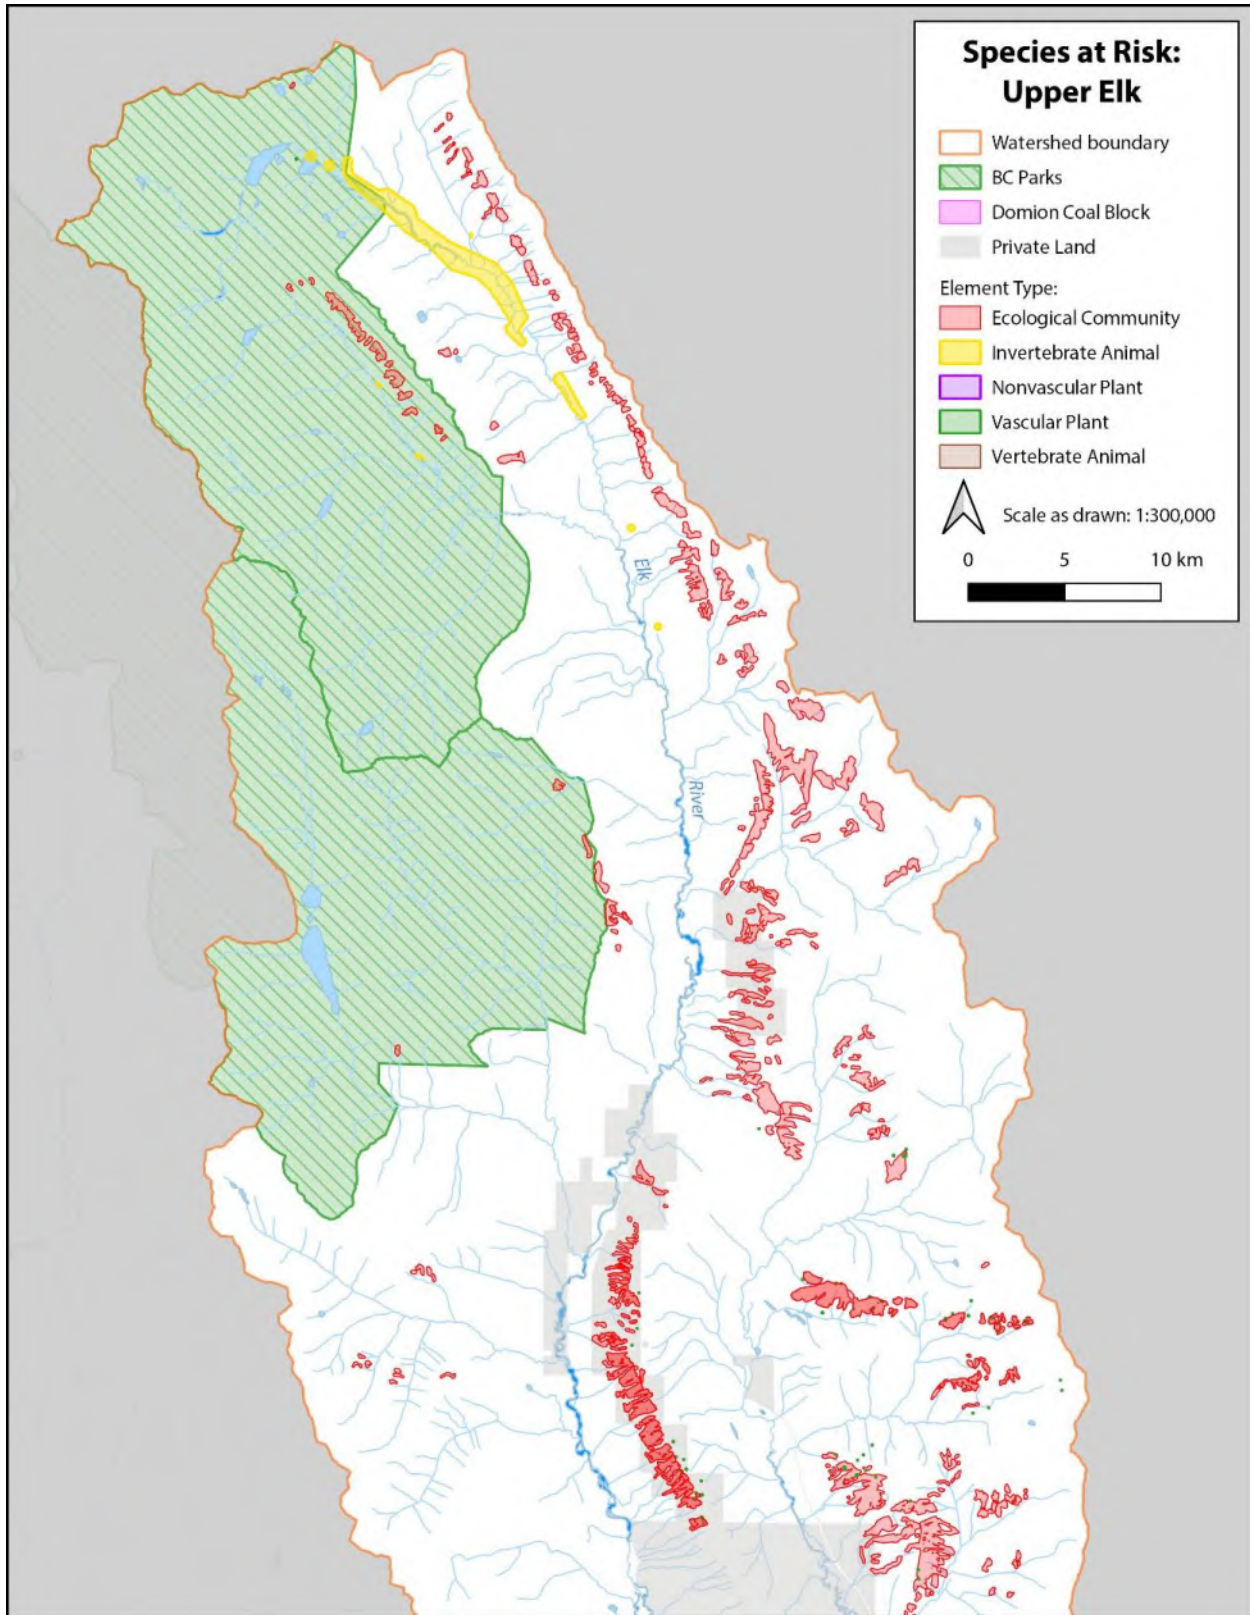 Species at Risk:
Upper Elk
Watershed boundary
BC Parks
Domion Coal Block
Private Land
Element Type:
Ecological Community
Invertebrate Animal
Nonvascular Plant
Vascular Plant
Vertebrate Animal
Scale as drawn: 1:300,000
0 5 10 km
Elk
River